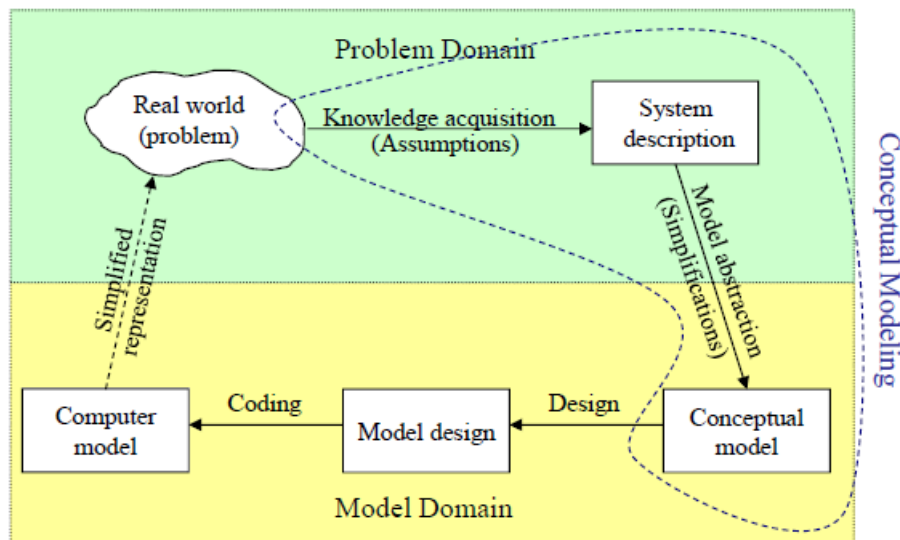 Problem Domain
Real world
(problem)
Knowledge acquisition
(Assumptions)
System
description
Model abstraction
(Simplifications)
Conceptual Modeling
Simplified
representation
Computer
model
Coding
Model design
Design
Conceptual
model
Model Domain